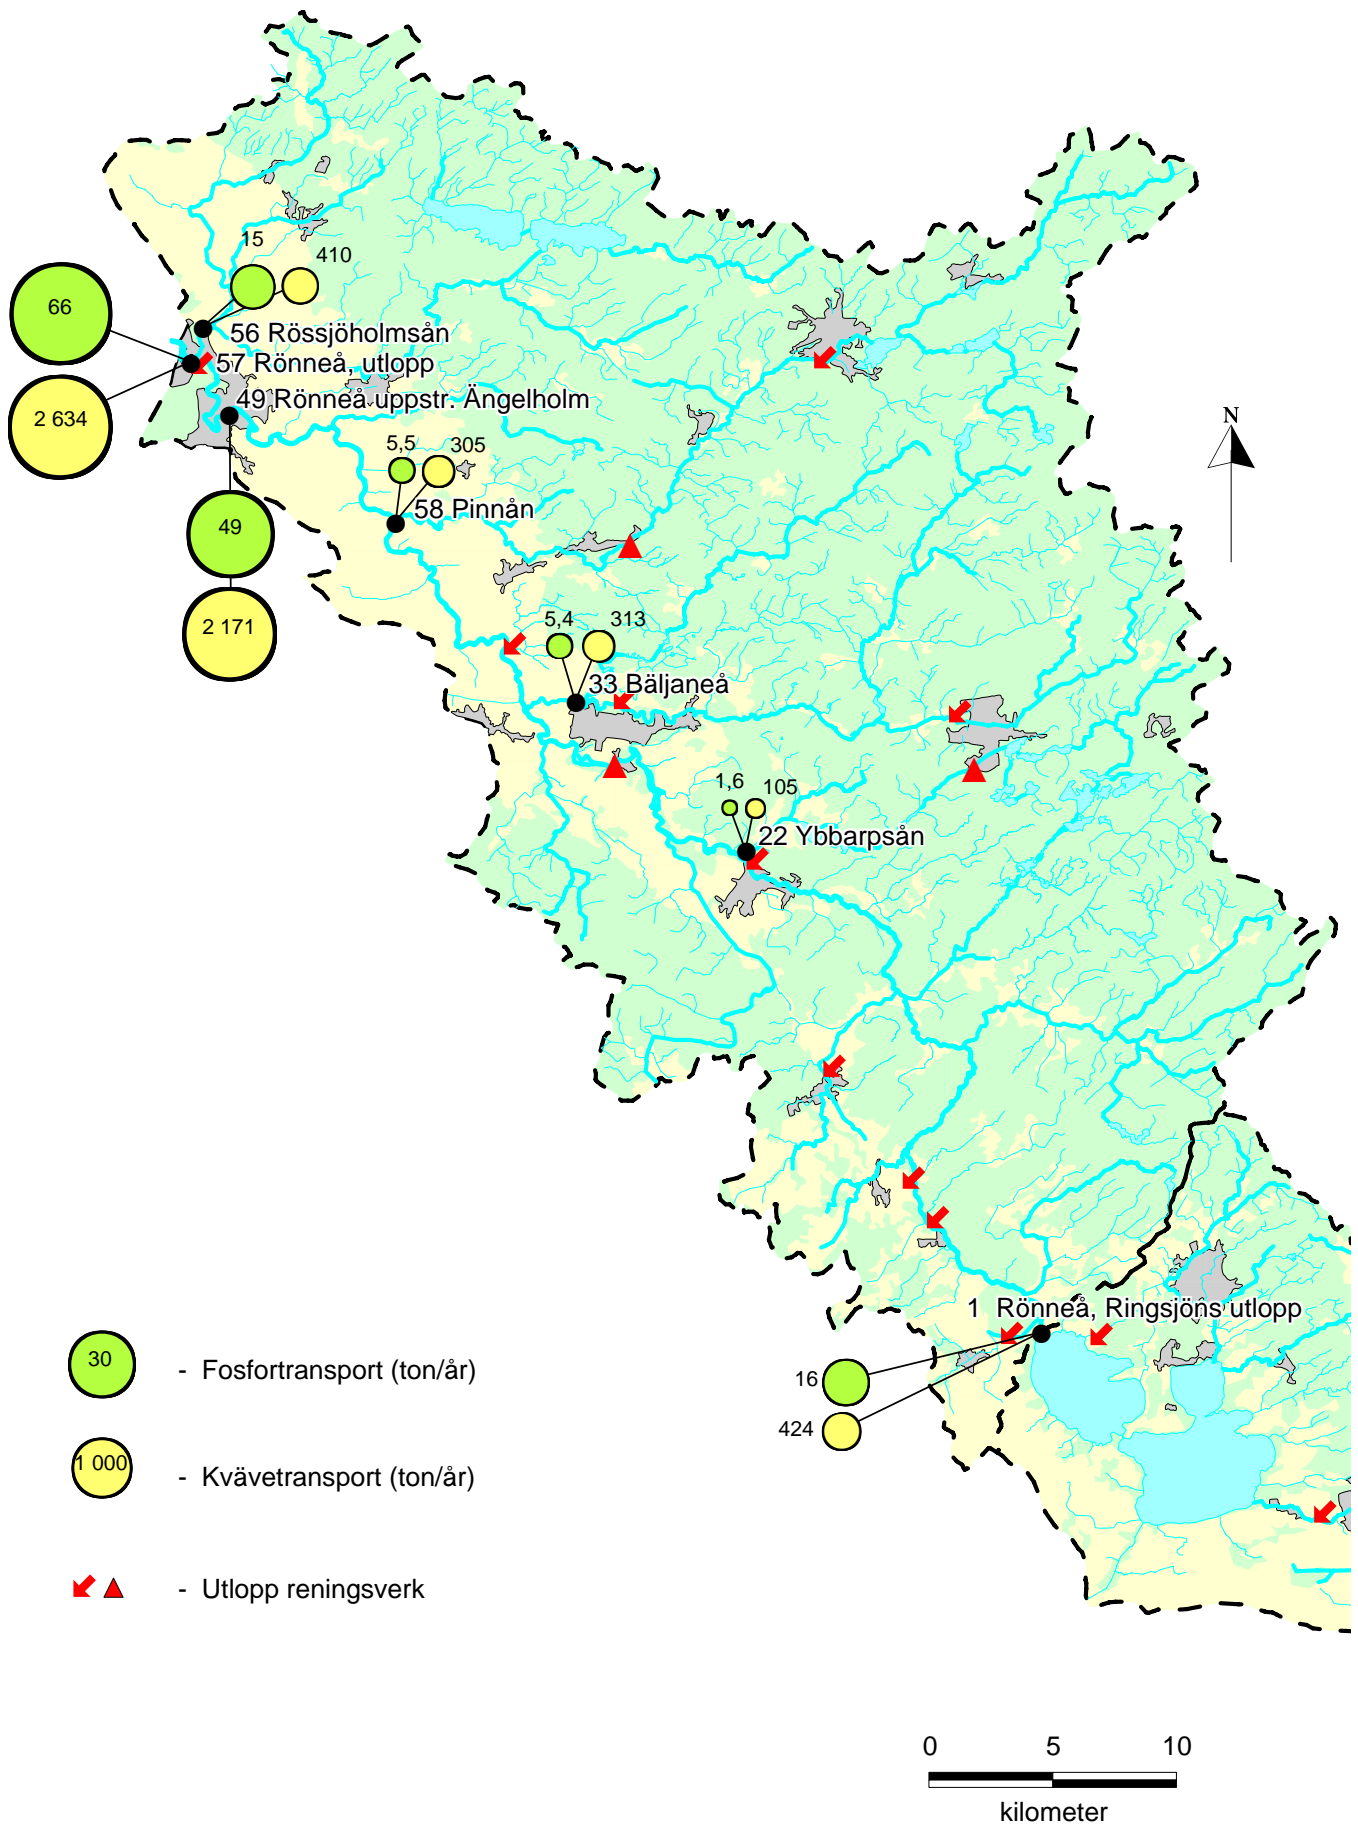 15
410
66
56 Rössjöholmsån
57 Rönneå, utlopp
2 634
49 Rönneå uppstr. Ängelholm
N
5,5
305
58 Pinnån
49
2 171
5,4
313
33 Bäljaneå
1,6
105
22 Ybbarpsån
1 Rönneå, Ringsjöns utlopp
16
424
30
- Fosfortransport (ton/år)
1 000
- Kvävetransport (ton/år)
- Utlopp reningsverk
0 5 10
kilometer